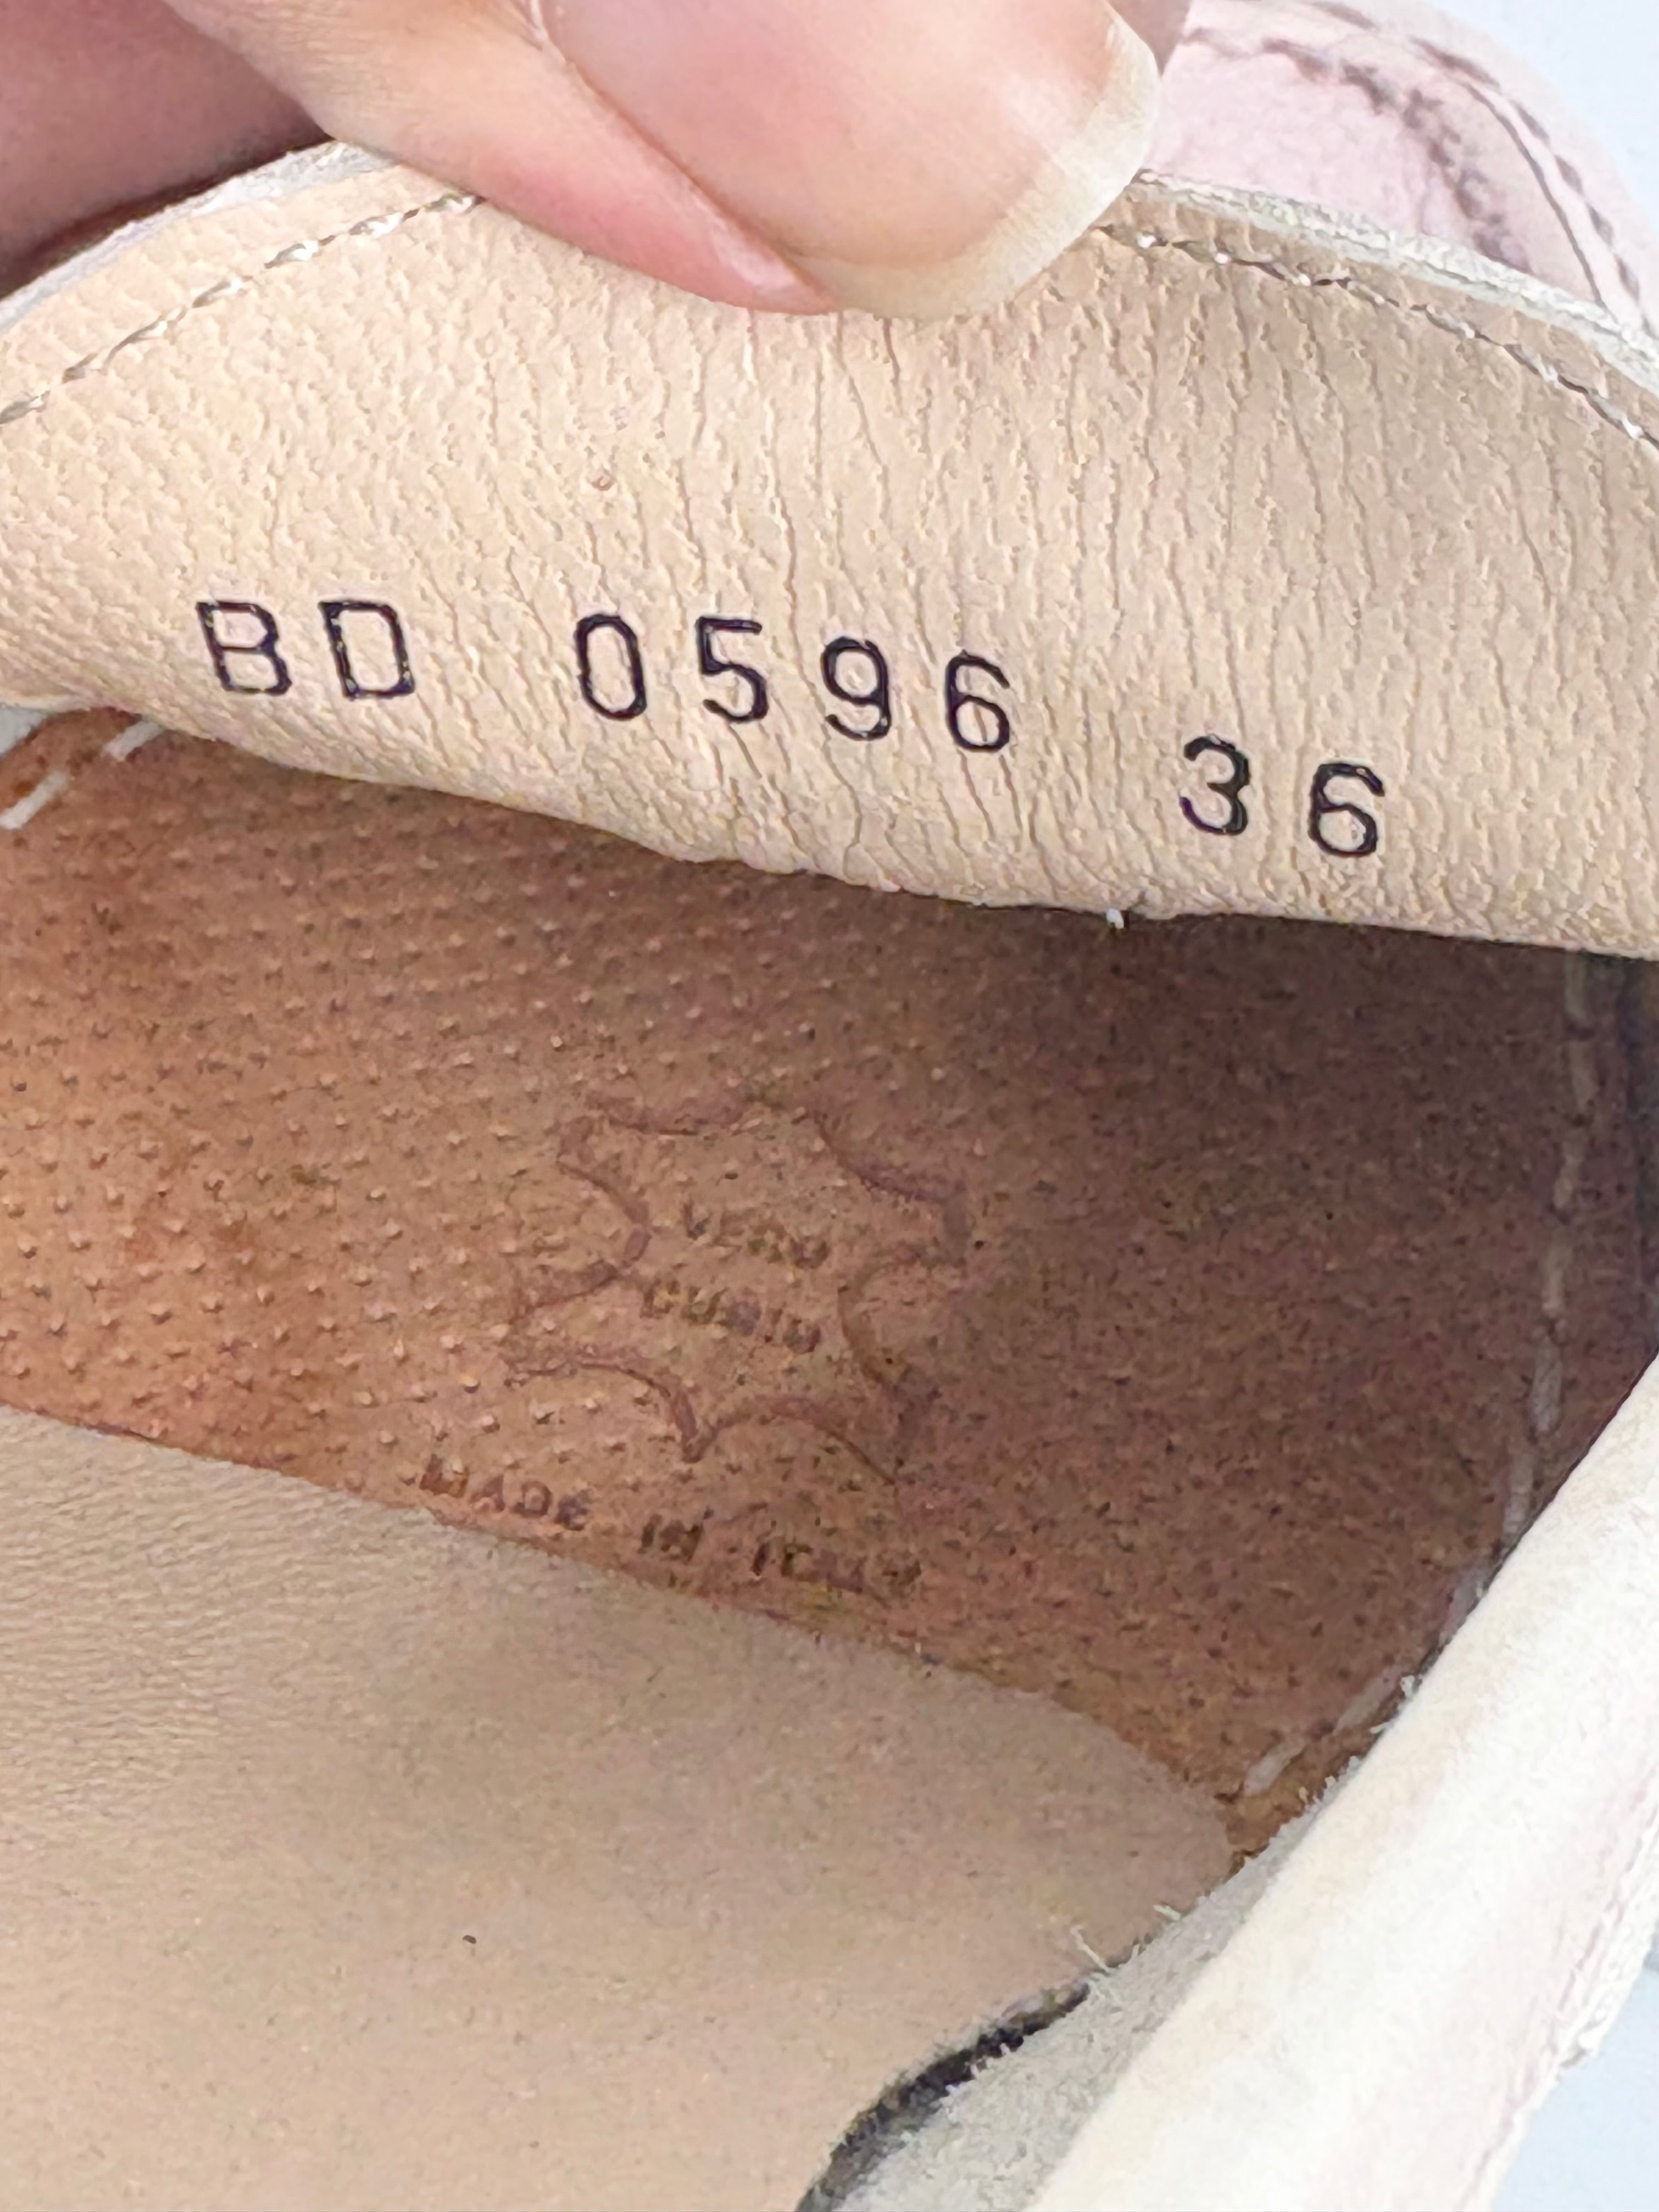 BD 0596 36
VERO
CUOIO
MADE IN ITALY